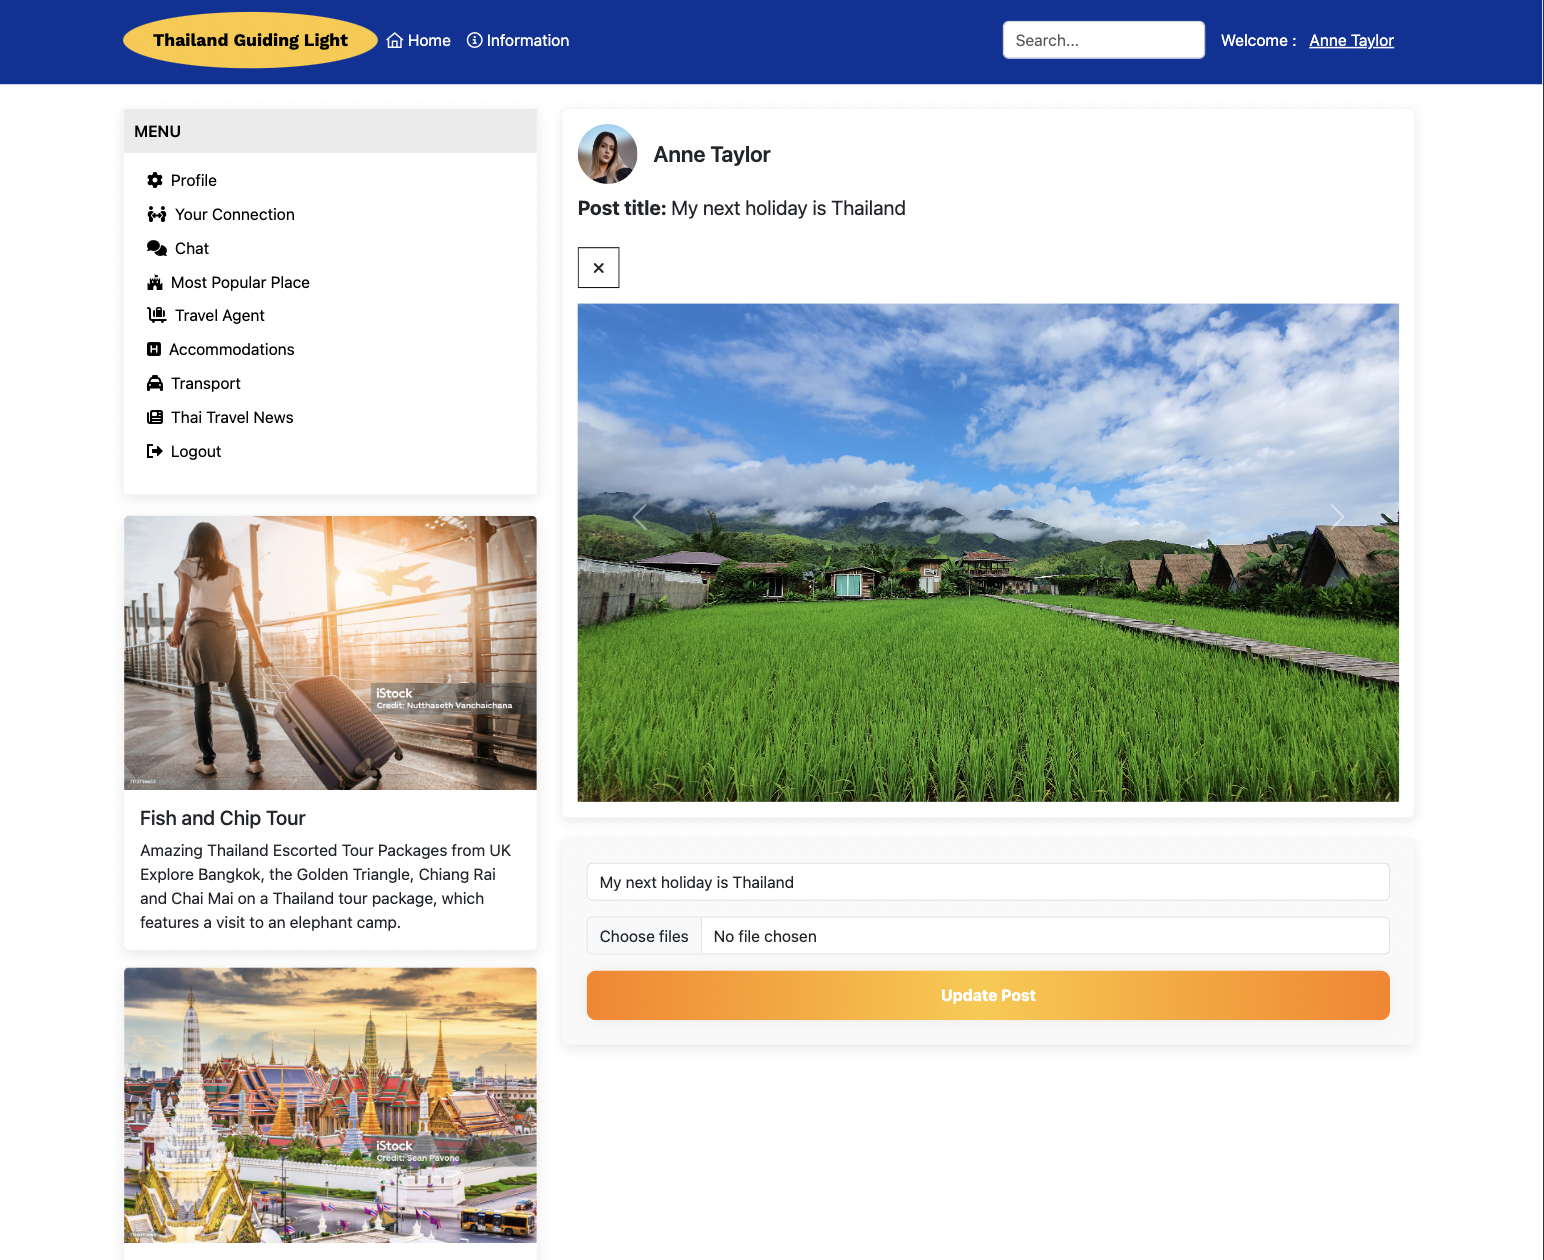 Thailand Guiding Light
Home
Information
Search...
Welcome :
Anne Taylor
MENU
Profile
Your Connection
Chat
Most Popular Place
Travel Agent
Accommodations
Transport
Thai Travel News
Logout
iStock
Credit: Nutthaseth Vanchaichana
Fish and Chip Tour
Amazing Thailand Escorted Tour Packages from UK
Explore Bangkok, the Golden Triangle, Chiang Rai
and Chai Mai on a Thailand tour package, which
features a visit to an elephant camp.
iStock
Credit: Sean Pavone
Anne Taylor
Post title: My next holiday is Thailand
My next holiday is Thailand
Choose files No file chosen
Update Post